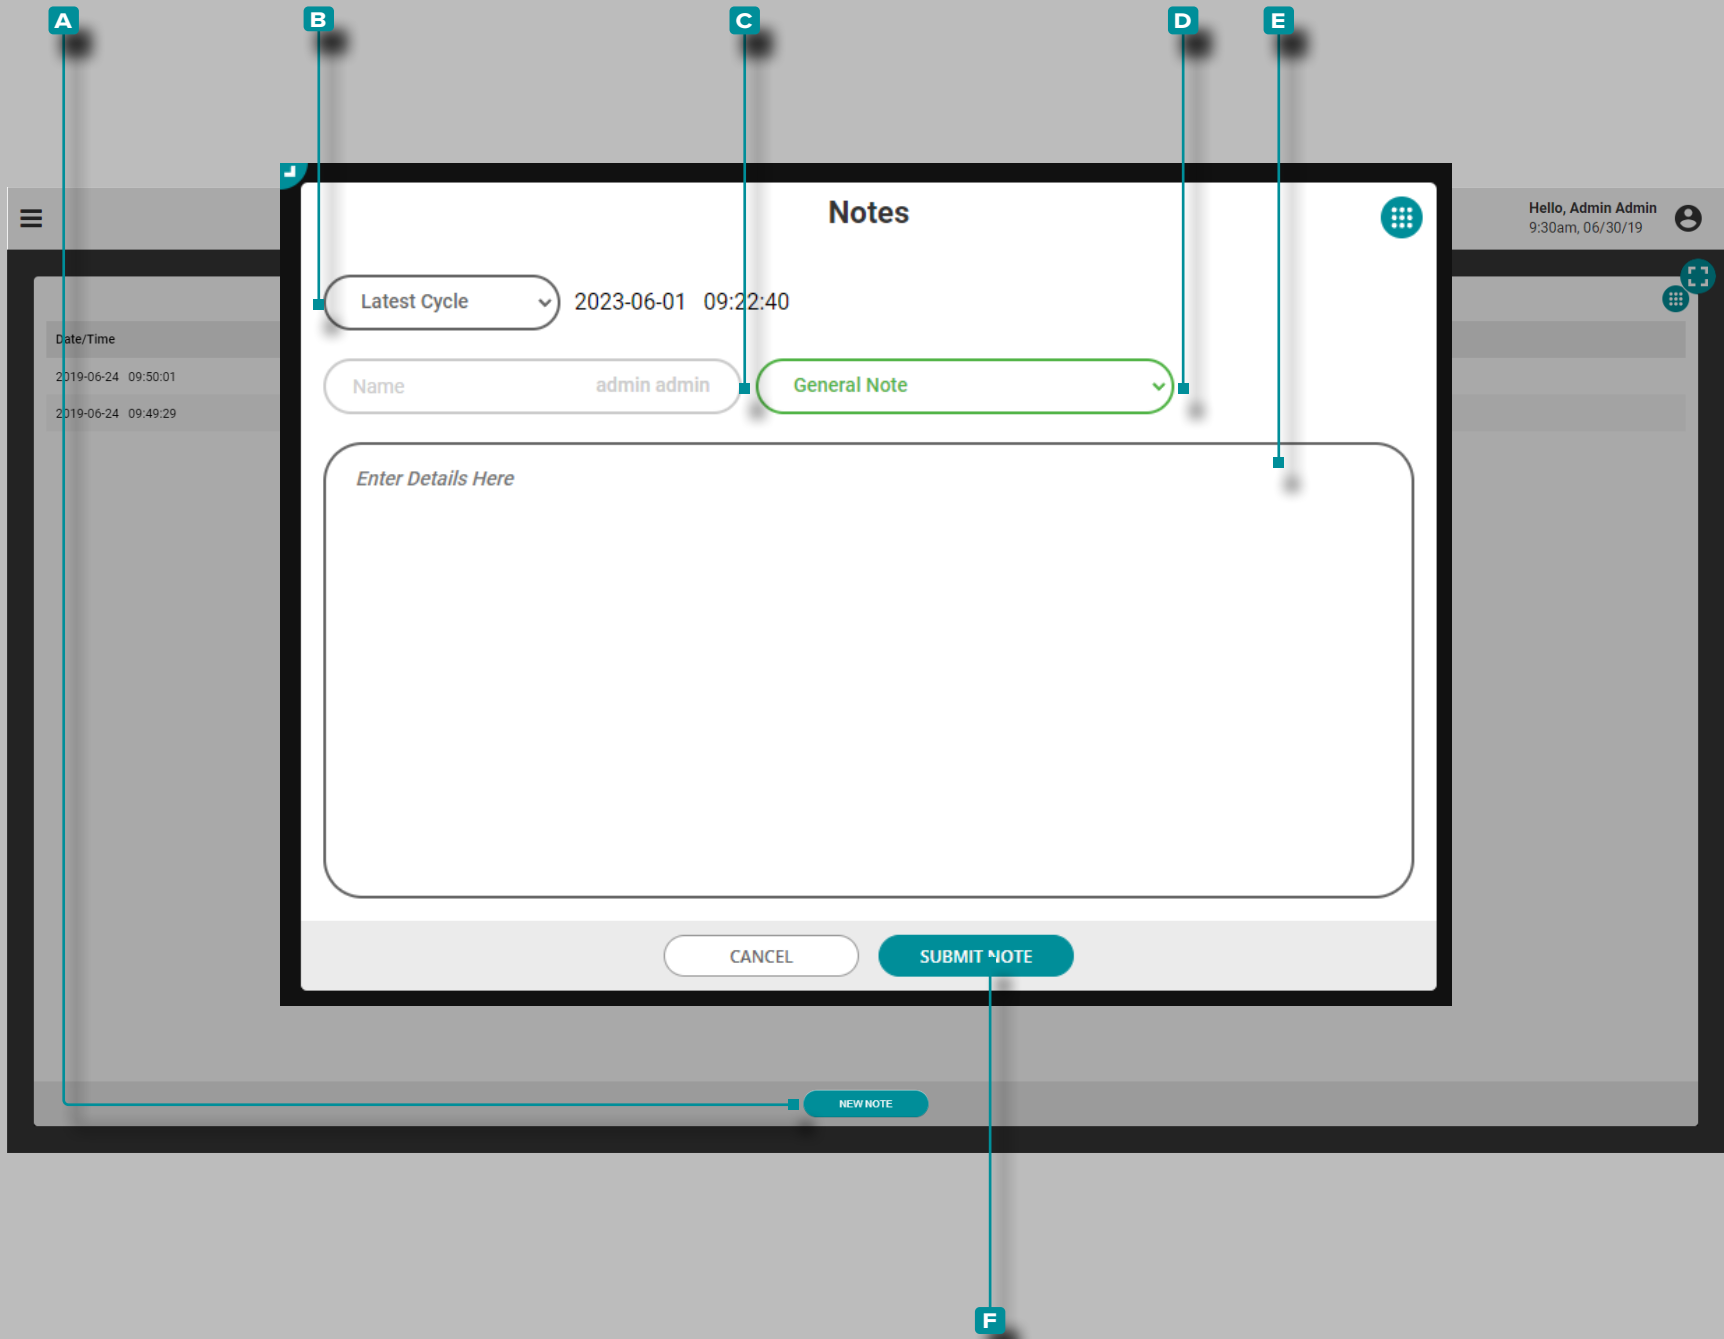 A
B
C
D
E
Notes
Hello, Admin Admin
9:30am, 06/30/19
Latest Cycle
2023-06-01 09:22:40
Date/Time
2019-06-24 09:50:01
2019-06-24 09:49:29
Name admin admin
General Note
Enter Details Here
CANCEL
SUBMIT NOTE
NEW NOTE
F